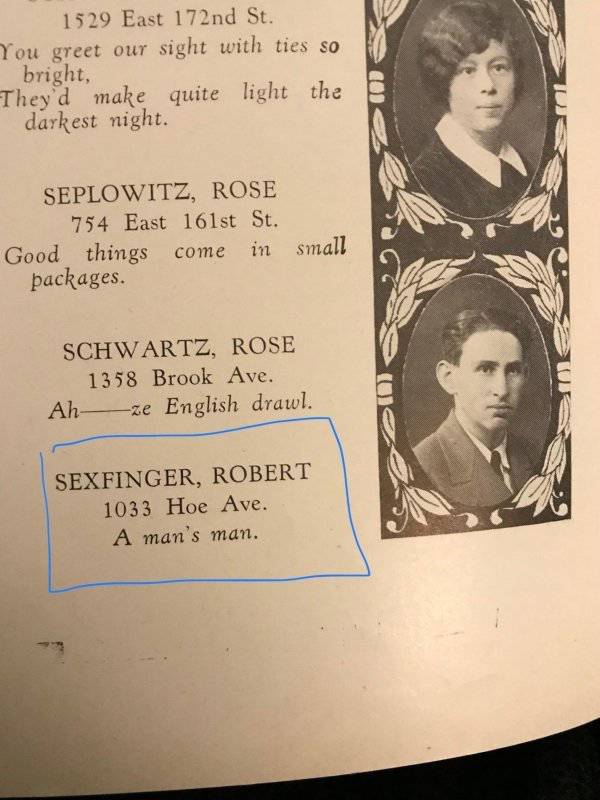 1529 East 172nd St.
You greet our sight with ties so
bright,
They'd make quite light the
darkest night.
SEPLOWITZ, ROSE
754 East 161st St.
Good things come in small
packages.
SCHWARTZ, ROSE
1358 Brook Ave.
Ah——ze English drawl.
SEXFINGER, ROBERT
1033 Hoe Ave.
A man's man.